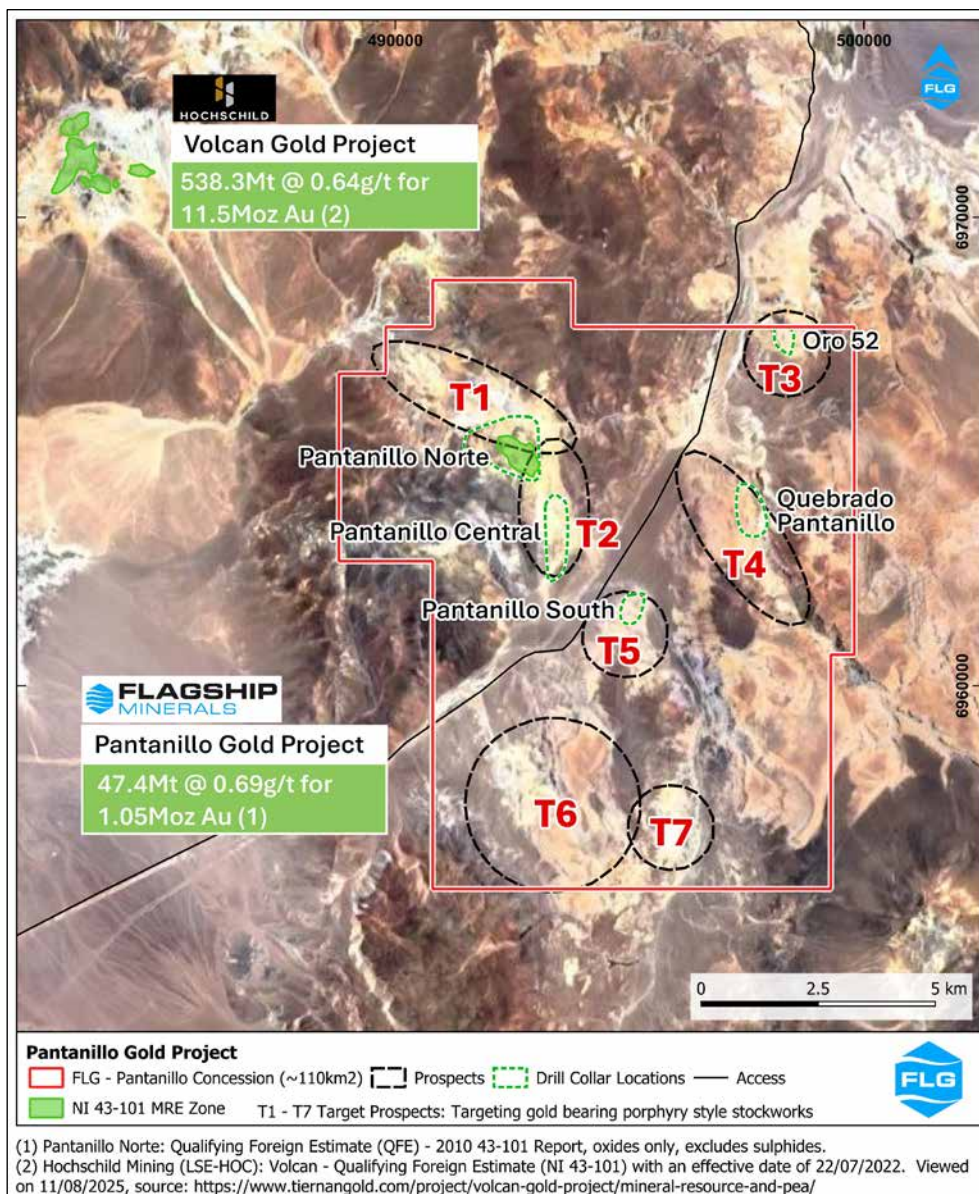 490000
500000
FLG
HOCHSCHILD
Volcan Gold Project
538.3Mt @ 0.64g/t for
11.5Moz Au (2)
6970000
Oro 52
T3
T1
Pantanillo Norte
Quebrado
Pantanillo
Pantanillo Central
T2
T4
Pantanillo South
T5
6960000
FLAGSHIP
MINERALS
Pantanillo Gold Project
47.4Mt @ 0.69g/t for
1.05Moz Au (1)
T6
T7
0 2.5 5 km
Pantanillo Gold Project
FLG - Pantanillo Concession (~110km2) Prospects Drill Collar Locations Access
NI 43-101 MRE Zone T1 - T7 Target Prospects: Targeting gold bearing porphyry style stockworks
FLG
(1) Pantanillo Norte: Qualifying Foreign Estimate (QFE) - 2010 43-101 Report, oxides only, excludes sulphides.
(2) Hochschild Mining (LSE-HOC): Volcan - Qualifying Foreign Estimate (NI 43-101) with an effective date of 22/07/2022. Viewed
on 11/08/2025, source: https://www.tiernangold.com/project/volcan-gold-project/mineral-resource-and-pea/